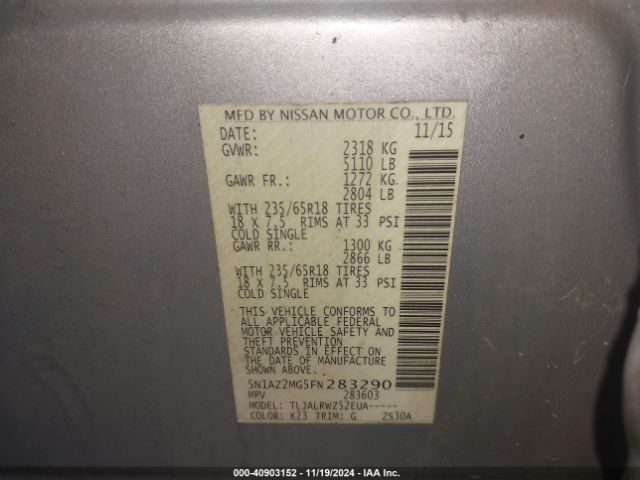 MFD BY NISSAN MOTOR CO., LTD.
DATE: 11/15
GVWR: 2318 KG
5110 LB
GAWR FR.: 1272 KG
2804 LB
WITH 235/65R18 TIRES
18 X 7.5 RIMS AT 33 PSI
COLD SINGLE
GAWR RR.: 1300 KG
2866 LB
WITH 235/65R18 TIRES
18 X 7.5 RIMS AT 33 PSI
COLD SINGLE
THIS VEHICLE CONFORMS TO
ALL APPLICABLE FEDERAL
MOTOR VEHICLE SAFETY AND
THEFT PREVENTION
STANDARDS IN EFFECT ON
THE DATE OF MANUFACTURE
SHOWN ABOVE.
5N1AZ2MG5FN283290
MPV 283603
MODEL: TLJALRWZ52EUA-----
COLOR: K23 TRIM: G ZS30A
000-40903152 - 11/19/2024 - IAA Inc.